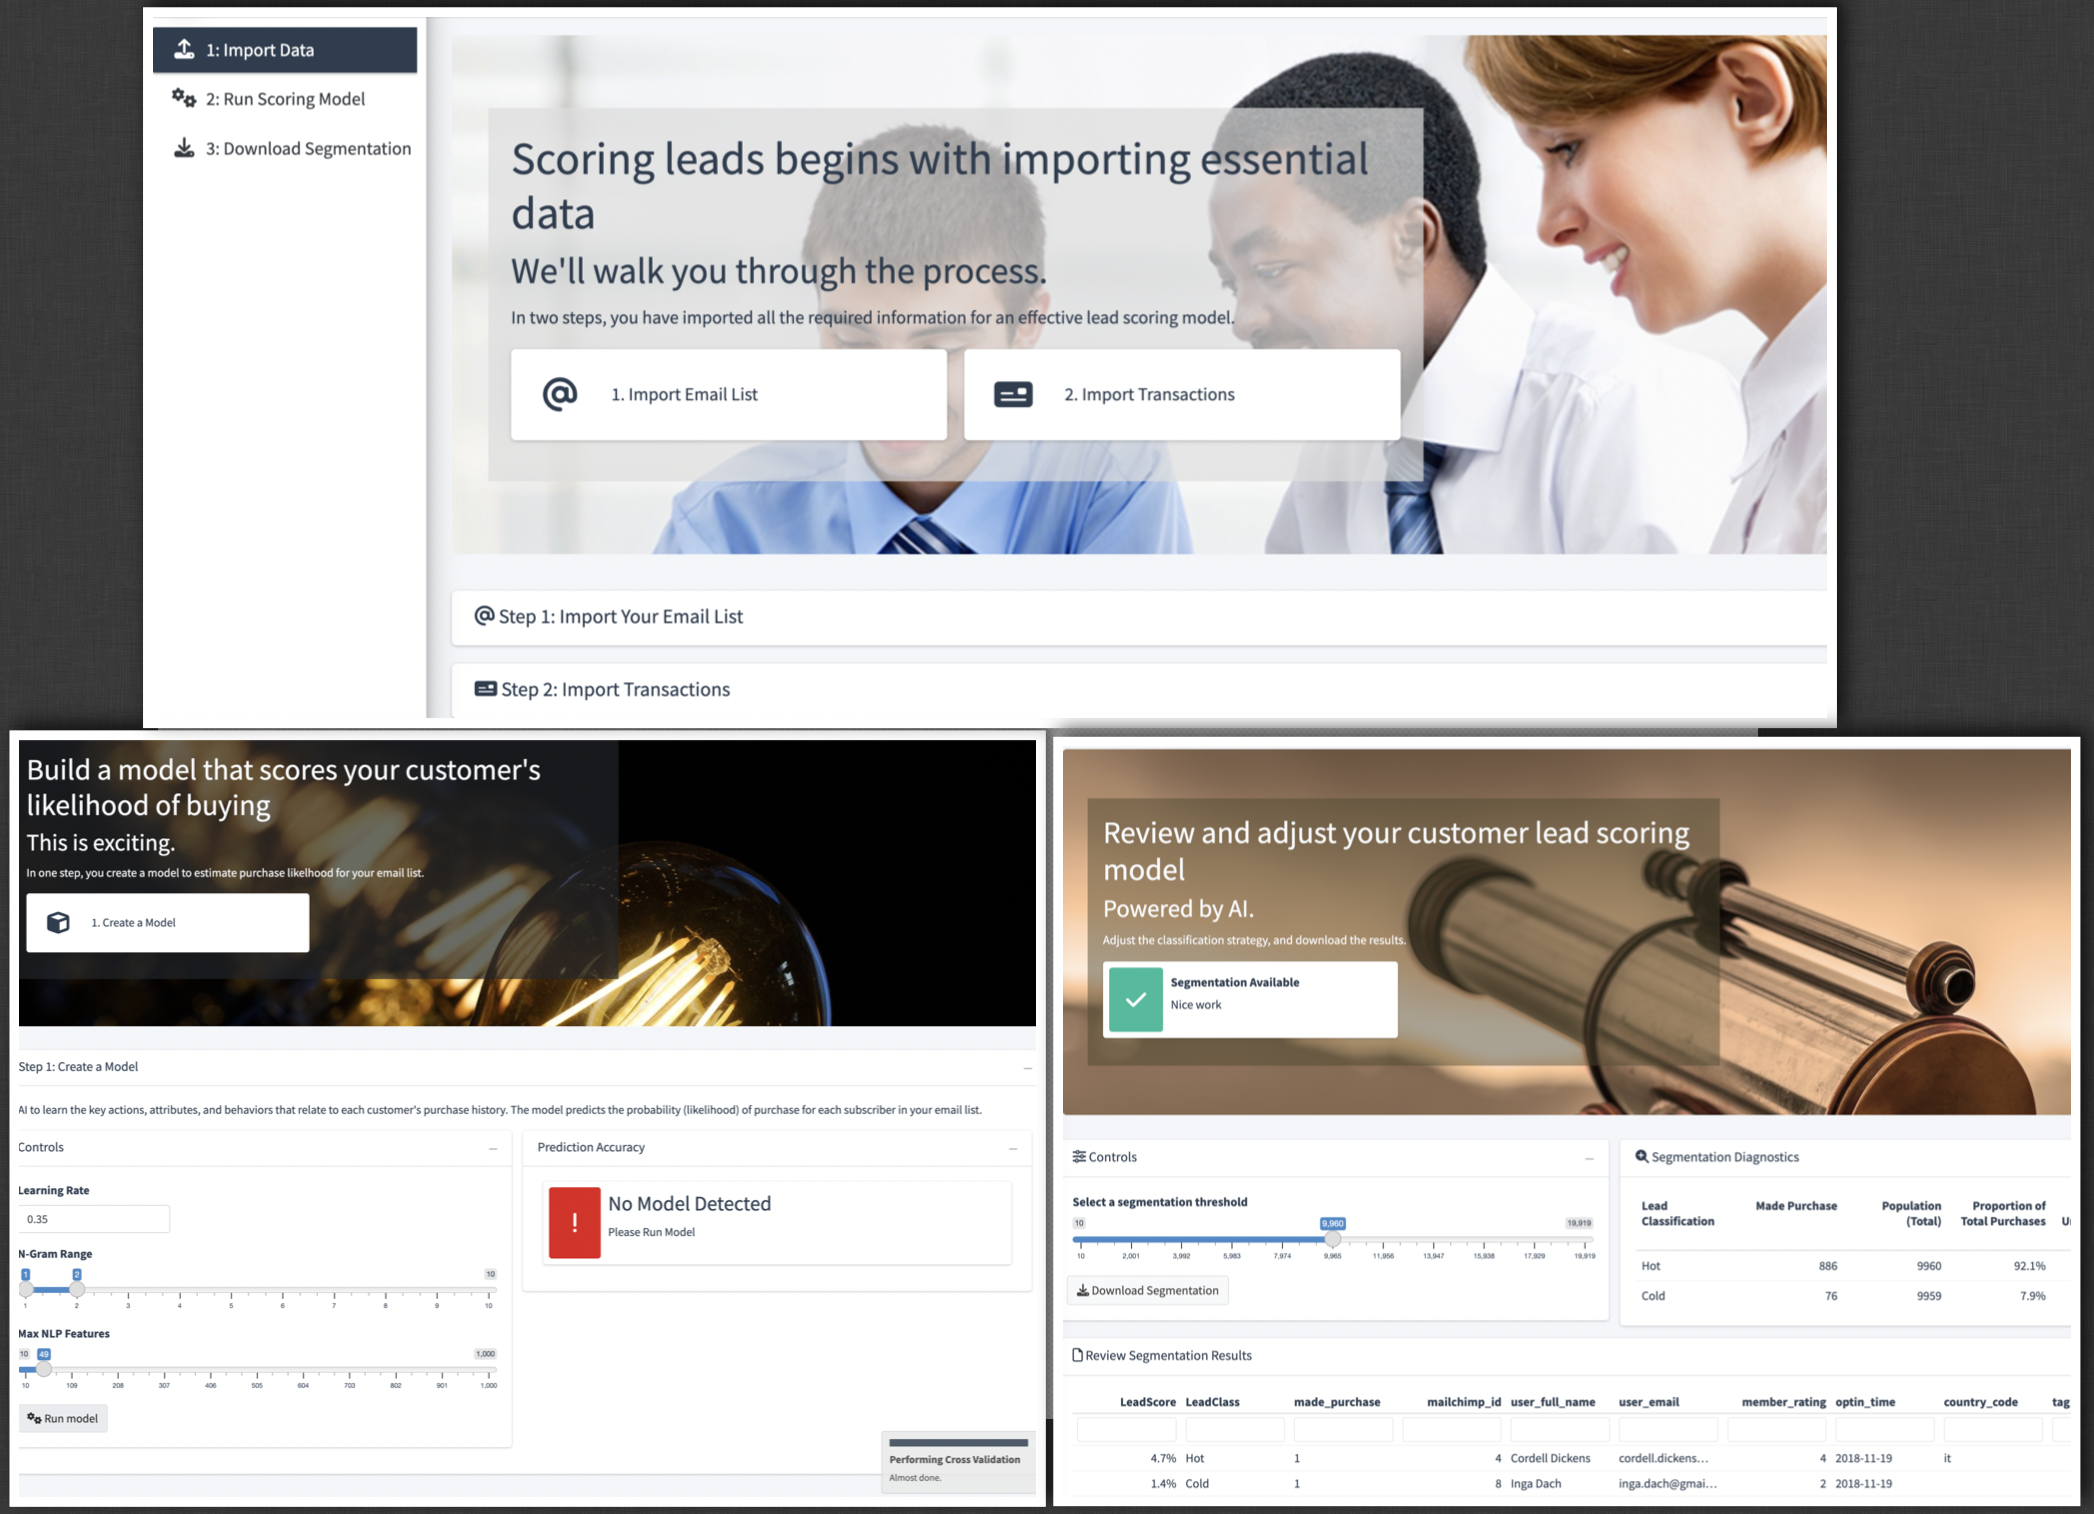 1: Import Data
2: Run Scoring Model
3: Download Segmentation
Scoring leads begins with importing essential
data
We'll walk you through the process.
In two steps, you have imported all the required information for an effective lead scoring model.
1. Import Email List
2. Import Transactions
Step 1: Import Your Email List
Step 2: Import Transactions
Build a model that scores your customer's
likelihood of buying
This is exciting.
In one step, you create a model to estimate purchase likelhood for your email list.
1. Create a Model
Step 1: Create a Model
AI to learn the key actions, attributes, and behaviors that relate to each customer's purchase history. The model predicts the probability (likelihood) of purchase for each subscriber in your email list.
Controls
Learning Rate
0.35
N-Gram Range
1 2 10
1 2 3 4 5 6 7 8 9 10
Max NLP Features
10 49 1,000
10 109 208 307 406 505 604 703 802 901 1,000
Run model
Prediction Accuracy
!
No Model Detected
Please Run Model
Performing Cross Validation
Almost done.
Review and adjust your customer lead scoring
model
Powered by AI.
Adjust the classification strategy, and download the results.
Segmentation Available
Nice work
Controls
Select a segmentation threshold
10 9,960 19,919
10 2,001 3,992 5,983 7,974 9,965 11,956 13,947 15,938 17,929 19,919
Download Segmentation
Segmentation Diagnostics
Lead Classification Made Purchase Population (Total) Proportion of Total Purchases
Hot 886 9960 92.1%
Cold 76 9959 7.9%
Review Segmentation Results
LeadScore LeadClass made_purchase mailchimp_id user_full_name user_email member_rating optin_time country_code tag
4.7% Hot 1 4 Cordell Dickens cordell.dickens... 4 2018-11-19 it
1.4% Cold 1 8 Inga Dach inga.dach@gmai... 2 2018-11-19